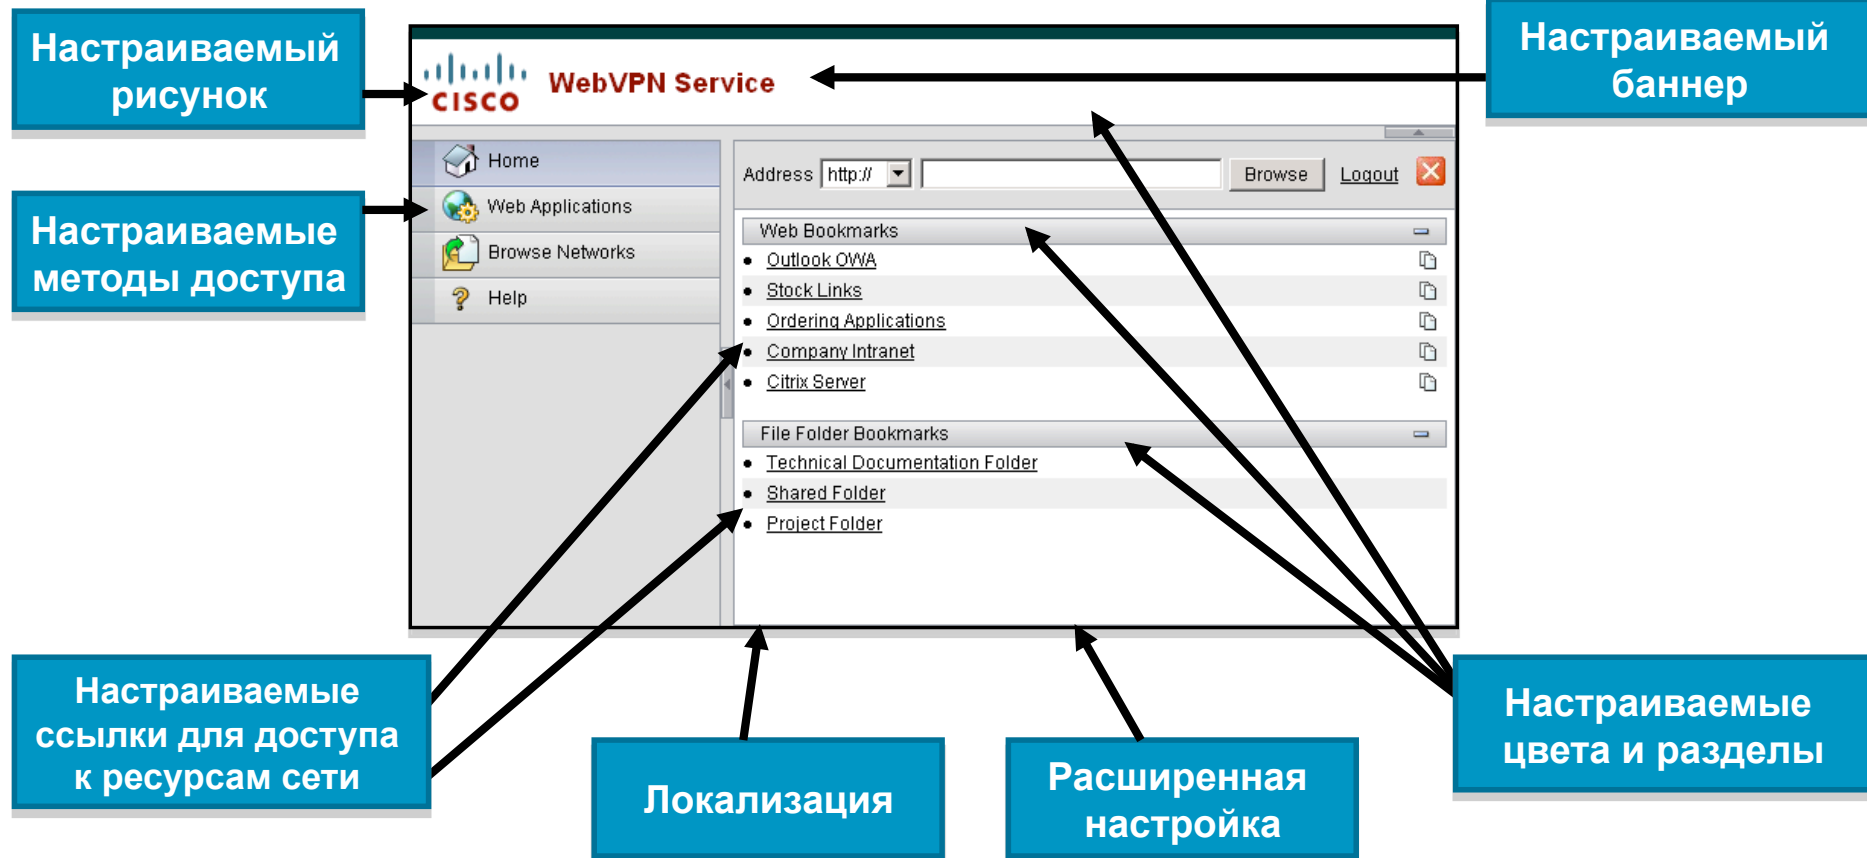 Настраиваемый
рисунок
Настраиваемый
баннер
CISCO
WebVPN Service
Настраиваемые
методы доступа
Home
Web Applications
Browse Networks
Help
Address http:// Browse Logout
Web Bookmarks
Outlook OWA
Stock Links
Ordering Applications
Company Intranet
Citrix Server
File Folder Bookmarks
Technical Documentation Folder
Shared Folder
Project Folder
Настраиваемые
ссылки для доступа
к ресурсам сети
Локализация
Расширенная
настройка
Настраиваемые
цвета и разделы